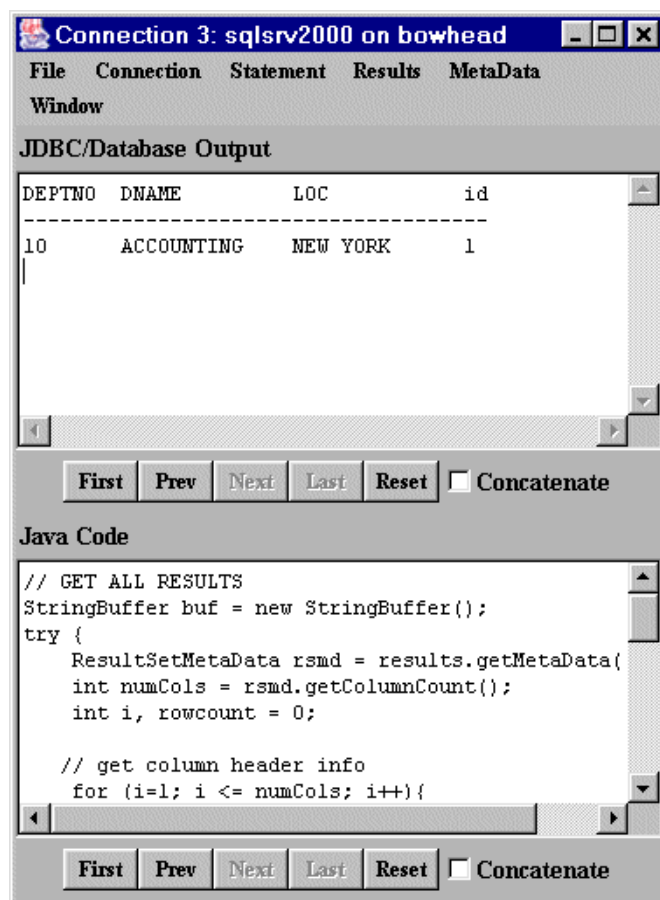 Connection 3: sqlsrv2000 on bowhead
File Connection Statement Results MetaData
Window
JDBC/Database Output
DEPTNO DNAME LOC id
--------------------------------------
10 ACCOUNTING NEW YORK 1
First Prev Next Last Reset Concatenate
Java Code
// GET ALL RESULTS
StringBuffer buf = new StringBuffer();
try {
    ResultSetMetaData rsmd = results.getMetaData(
    int numCols = rsmd.getColumnCount();
    int i, rowcount = 0;
   // get column header info
    for (i=1; i <= numCols; i++){
First Prev Next Last Reset Concatenate